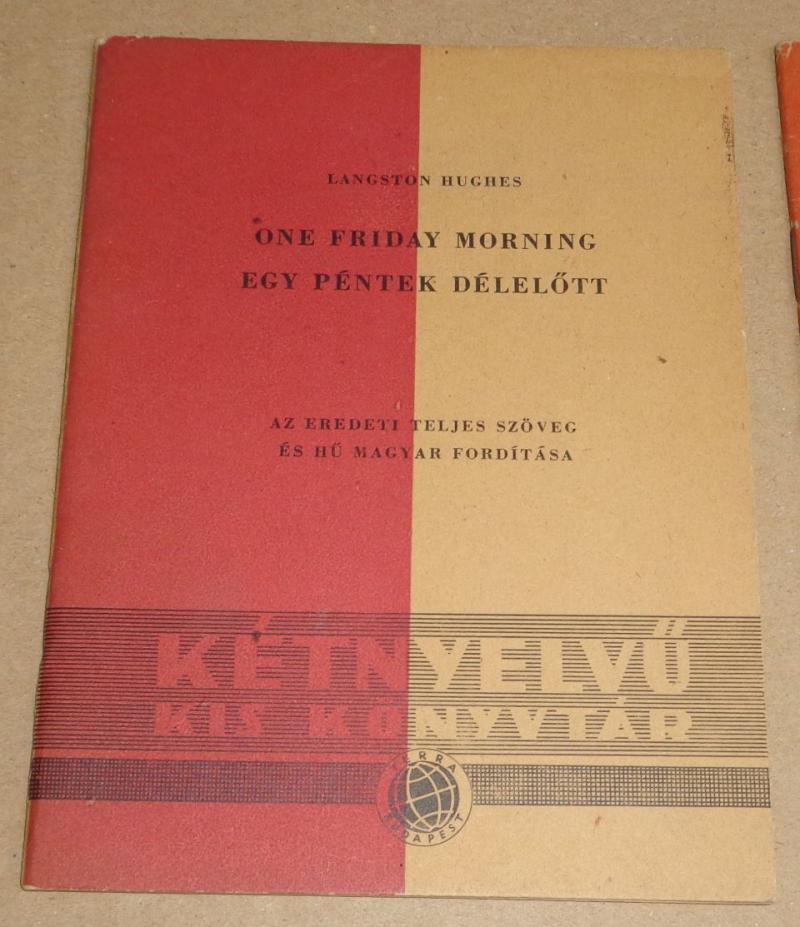 LANGSTON HUGHES
ONE FRIDAY MORNING
EGY PÉNTEK DÉLELŐTT
AZ EREDETI TELJES SZÖVEG
ÉS HŰ MAGYAR FORDÍTÁSA
KÉTNYELVŰ
KIS KÖNYVTÁR
TERRA
BUDAPEST